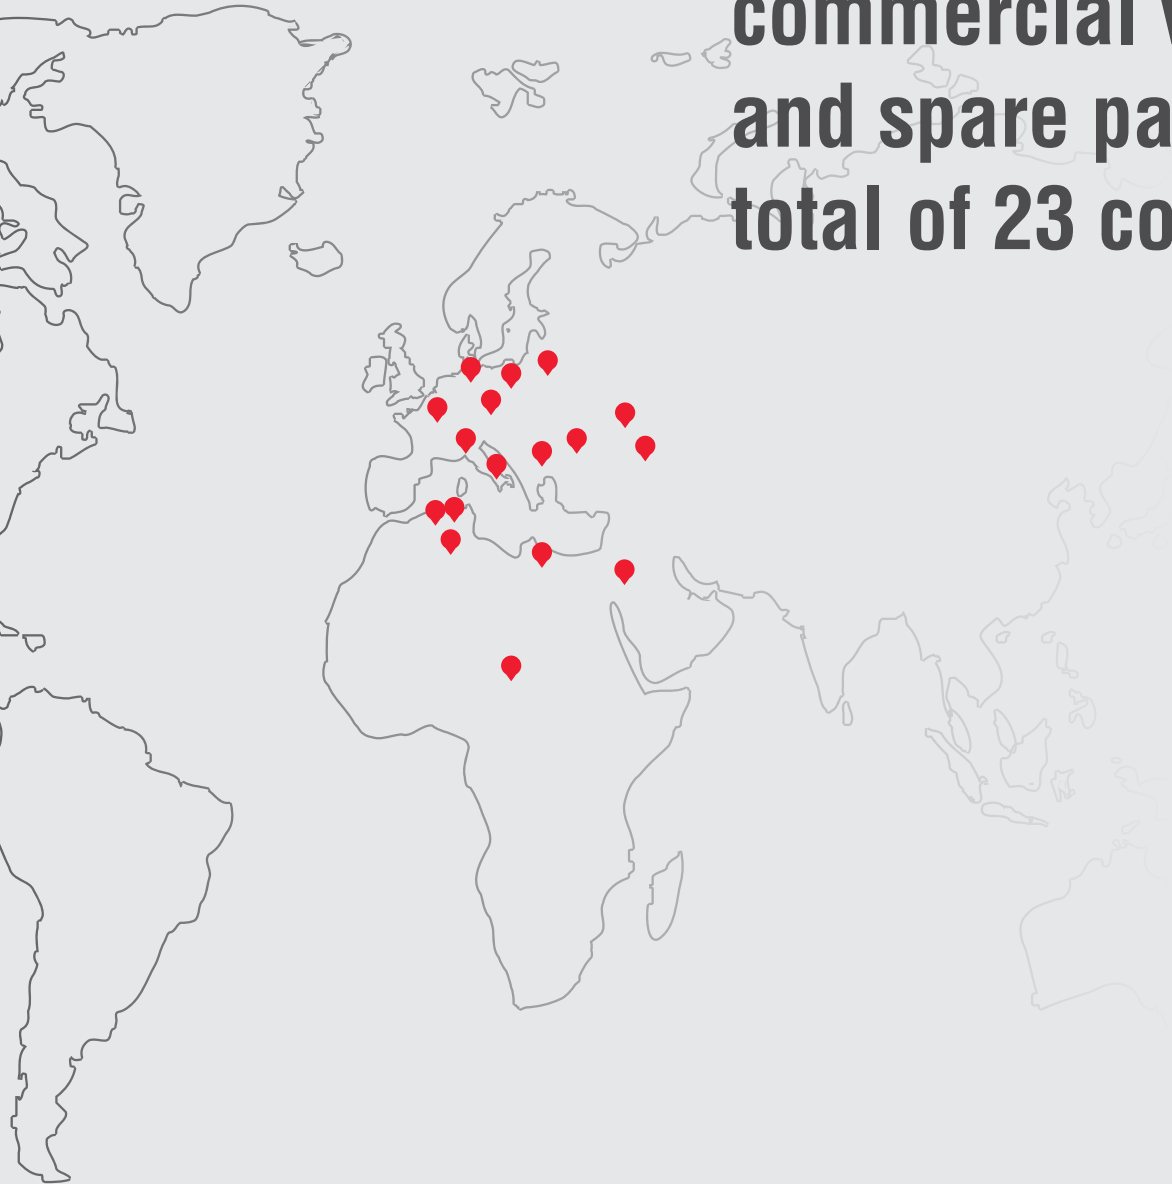 commercial
and spare pa
total of 23 co